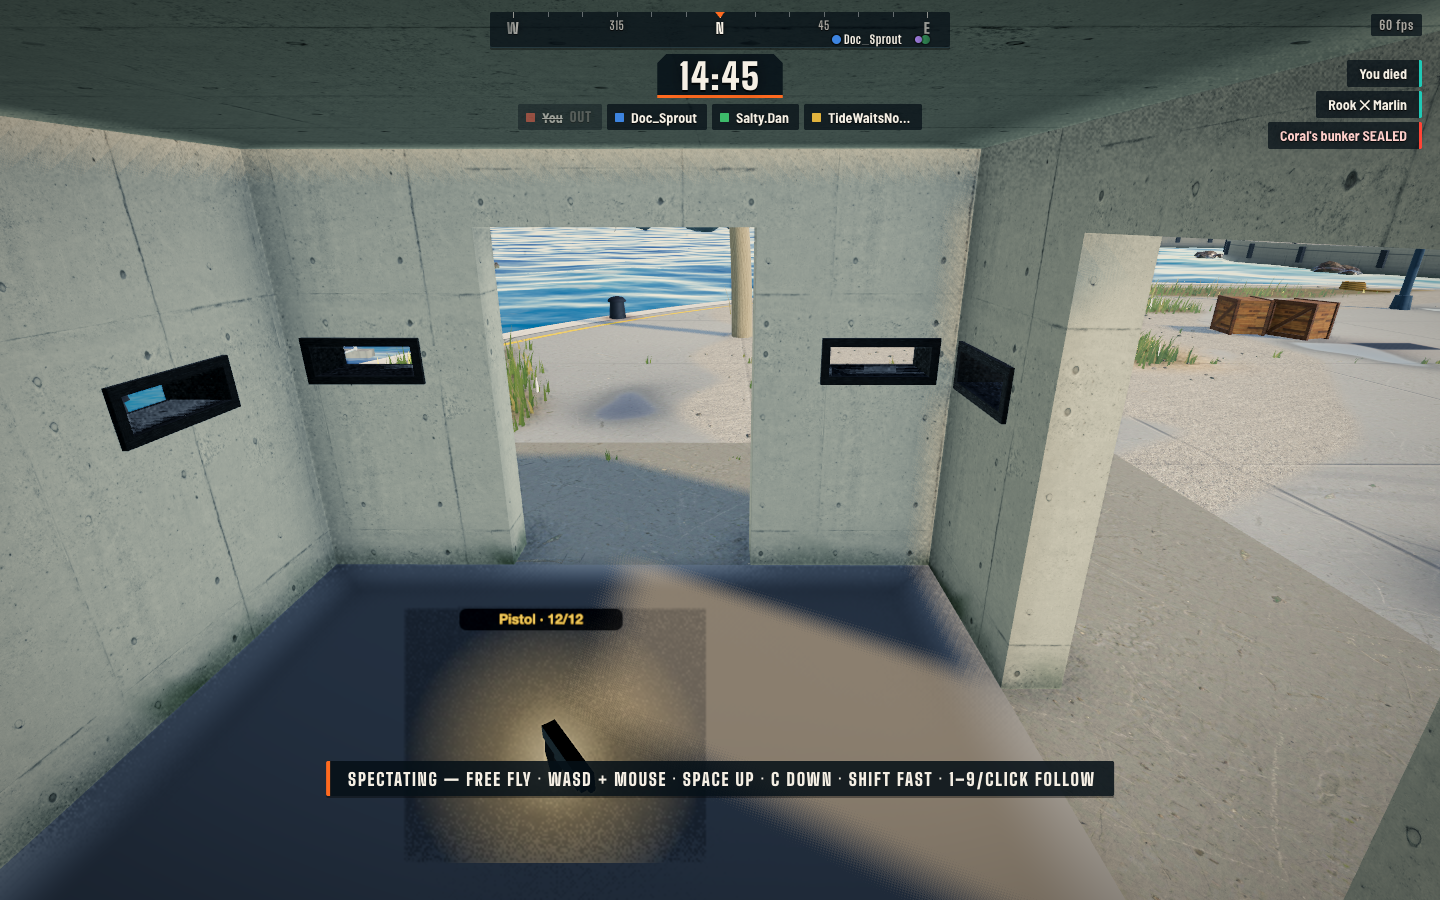 W 315 N 45 E
60 fps
Doc_Sprout
14:45
You died
Rook Marlin
Coral's bunker SEALED
You OUT Doc_Sprout Salty.Dan TideWaitsNo...
Pistol · 12/12
SPECTATING — FREE FLY · WASD + MOUSE · SPACE UP · C DOWN · SHIFT FAST · 1–9/CLICK FOLLOW